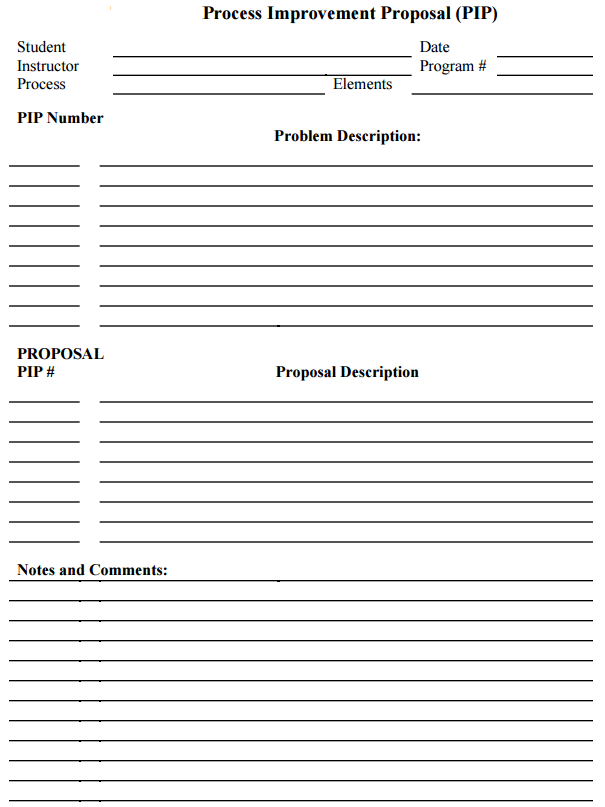 Process Improvement Proposal (PIP)
Student Date
Instructor Program #
Process Elements
PIP Number
Problem Description:
PROPOSAL
PIP # Proposal Description
Notes and Comments: